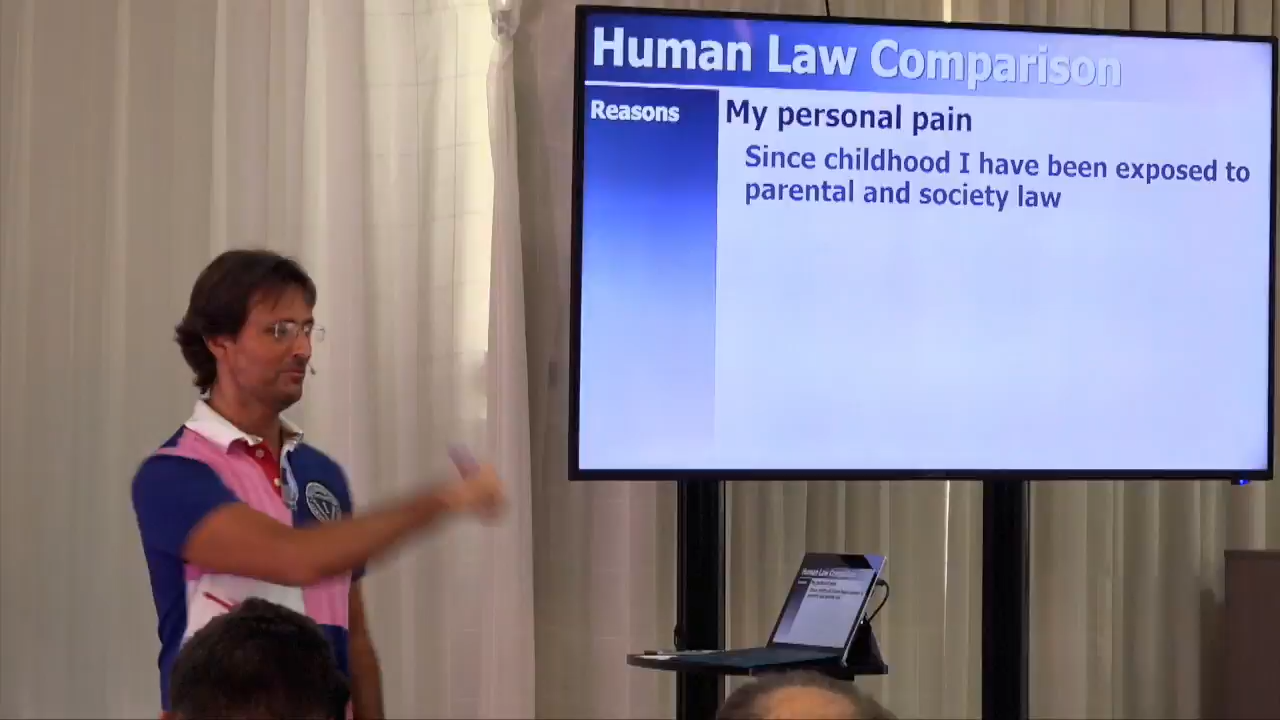 Human Law Comparison
Reasons
My personal pain
Since childhood I have been exposed to
parental and society law